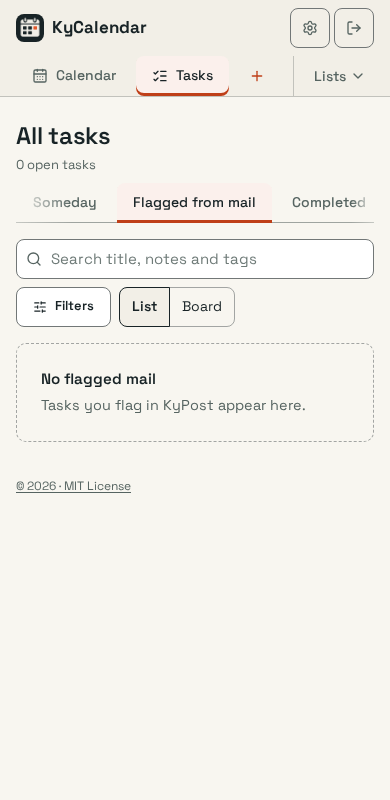 KyCalendar
Calendar
Tasks
Lists
All tasks
0 open tasks
Someday
Flagged from mail
Completed
Search title, notes and tags
Filters
List
Board
No flagged mail
Tasks you flag in KyPost appear here.
© 2026 · MIT License